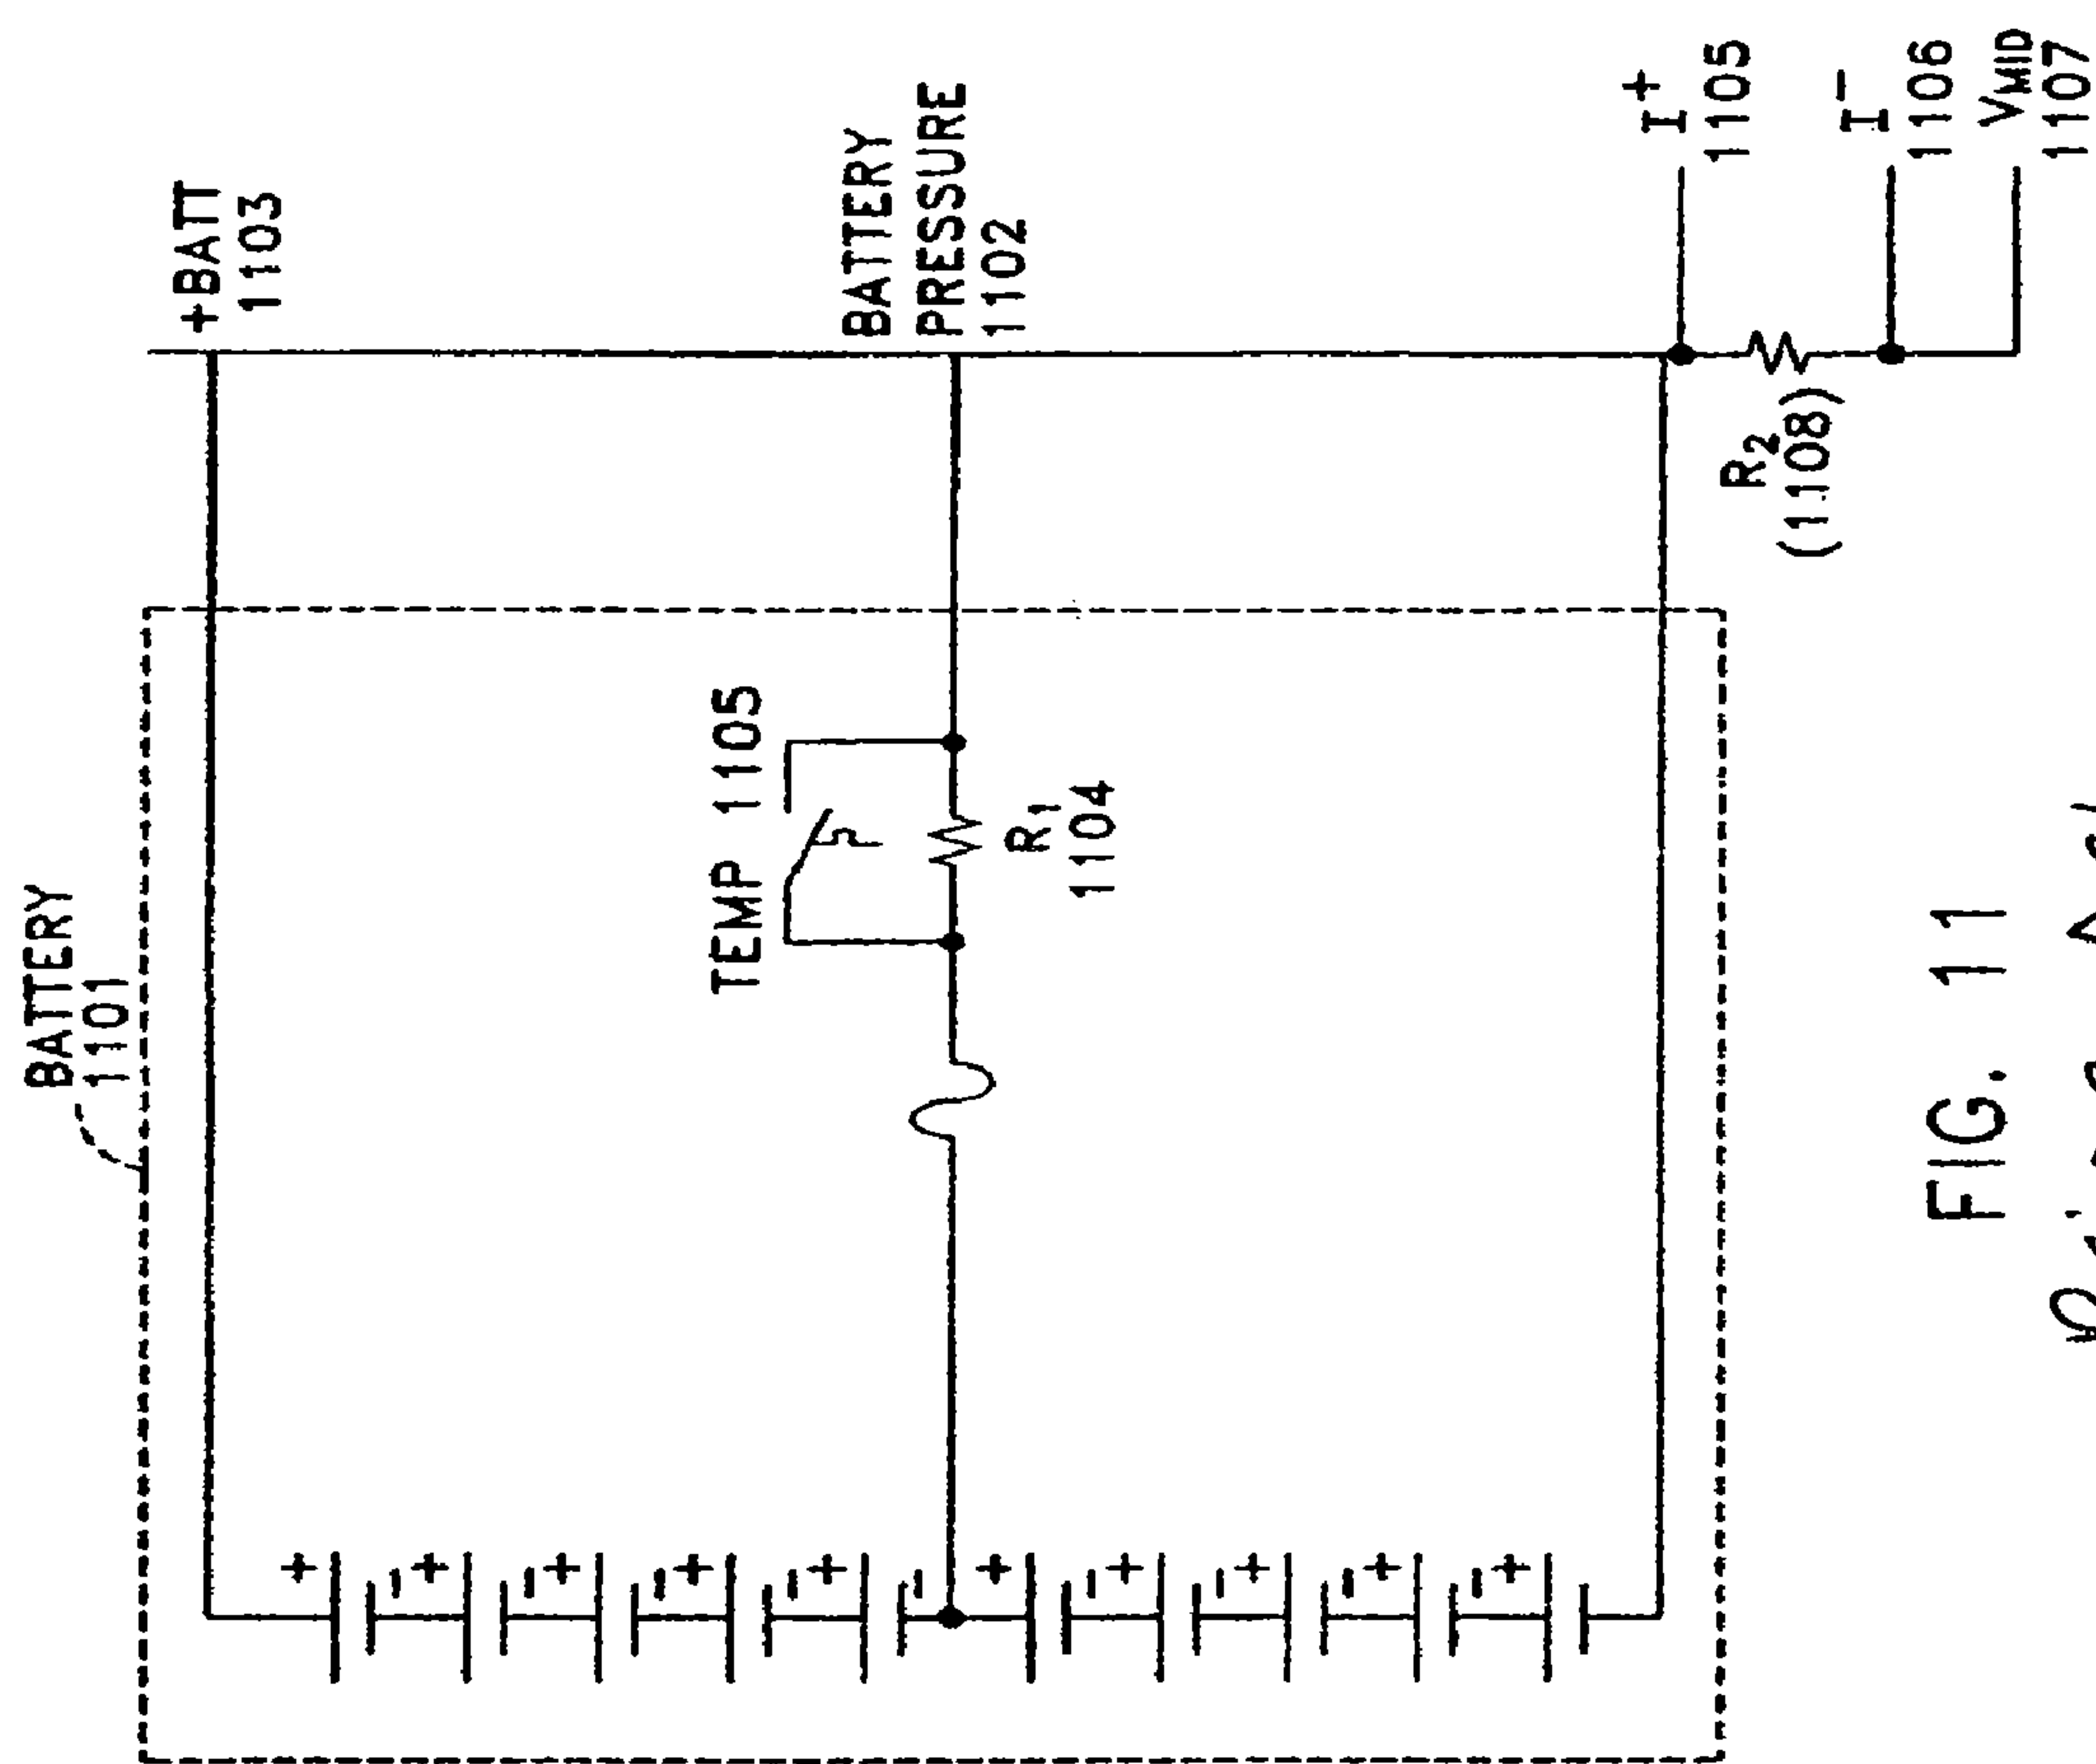 BATTERY
1101
+BATT
1103
TEMP 1105
BATTERY
PRESSURE
1102
R1
1104
I+
1105
R2
(1108)
I-
1106
VMID
1107
FIG. 11